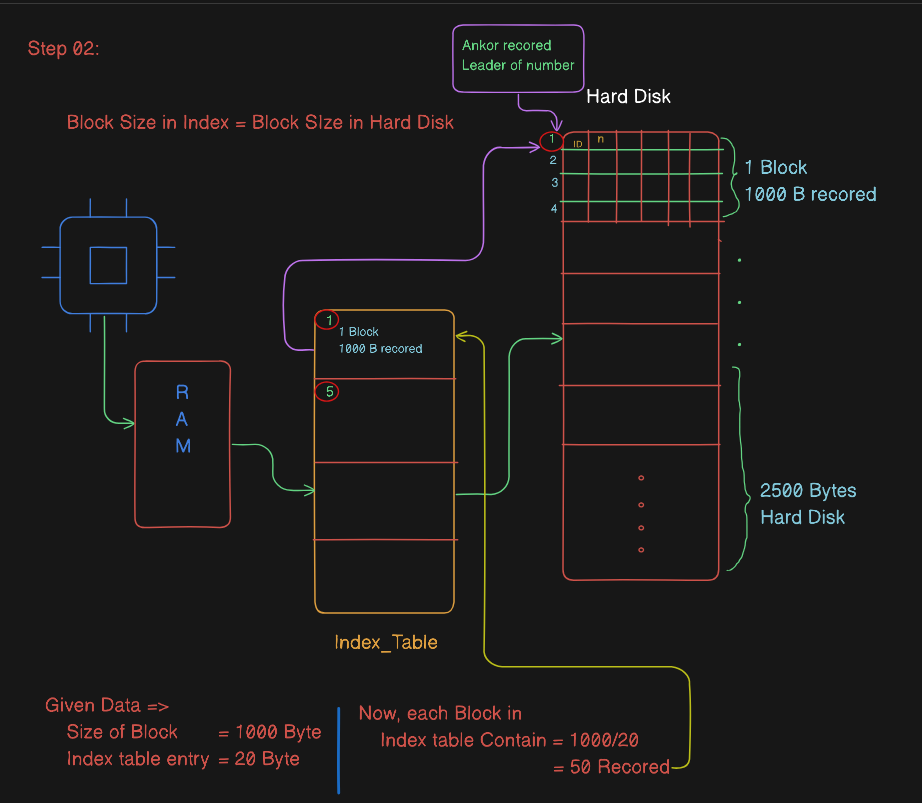 Step 02:
Ankor recored
Leader of number
Hard Disk
Block Size in Index = Block SIze in Hard Disk
1
ID
n
2
3
4
1 Block
1000 B recored
1
1 Block
1000 B recored
5
R
A
M
2500 Bytes
Hard Disk
Index_Table
Given Data =>
Size of Block = 1000 Byte
Index table entry = 20 Byte
Now, each Block in
Index table Contain = 1000/20
= 50 Recored